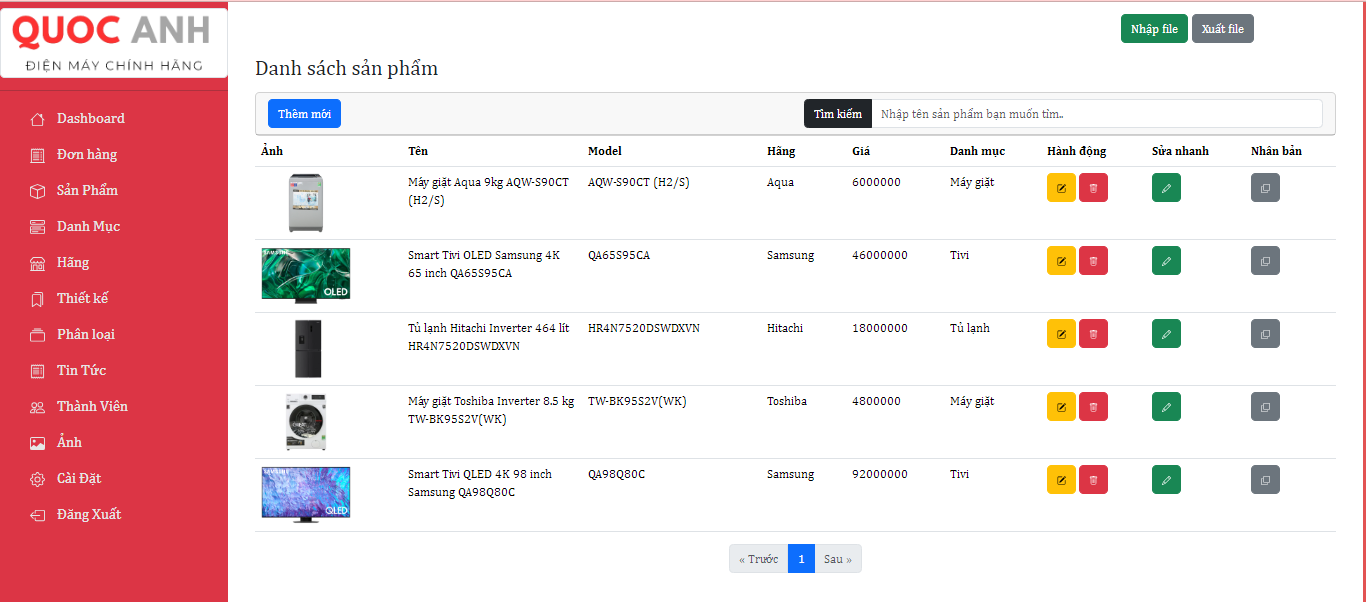 QUOC ANH
ĐIỆN MÁY CHÍNH HÃNG
Dashboard
Đơn hàng
Sản Phẩm
Danh Mục
Hãng
Thiết kế
Phân loại
Tin Tức
Thành Viên
Ảnh
Cài Đặt
Đăng Xuất
Nhập file Xuất file
Danh sách sản phẩm
Thêm mới Tìm kiếm Nhập tên sản phẩm bạn muốn tìm..
Ảnh Tên Model Hãng Giá Danh mục Hành động Sửa nhanh Nhân bản
Máy giặt Aqua 9kg AQW-S90CT AQW-S90CT (H2/S) Aqua 6000000 Máy giặt
(H2/S)
SAMSUNG Smart Tivi OLED Samsung 4K QA65S95CA Samsung 46000000 Tivi
65 inch QA65S95CA
OLED
Tủ lạnh Hitachi Inverter 464 lít HR4N7520DSWDXVN Hitachi 18000000 Tủ lạnh
HR4N7520DSWDXVN
Máy giặt Toshiba Inverter 8.5 kg TW-BK95S2V(WK) Toshiba 4800000 Máy giặt
TW-BK95S2V(WK)
SAMSUNG Smart Tivi QLED 4K 98 inch QA98Q80C Samsung 92000000 Tivi
Samsung QA98Q80C
QLED
« Trước 1 Sau »